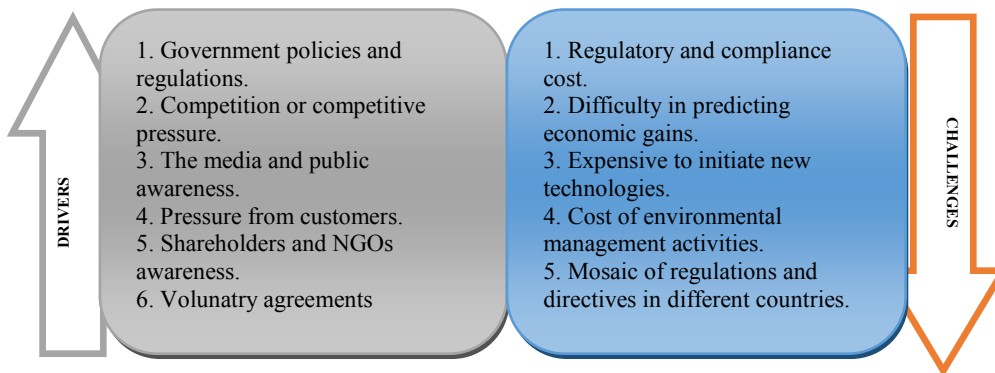 DRIVERS
1. Government policies and
regulations.
2. Competition or competitive
pressure.
3. The media and public
awareness.
4. Pressure from customers.
5. Shareholders and NGOs
awareness.
6. Volunatry agreements
1. Regulatory and compliance
cost.
2. Difficulty in predicting
economic gains.
3. Expensive to initiate new
technologies.
4. Cost of environmental
management activities.
5. Mosaic of regulations and
directives in different countries.
CHALLENGES